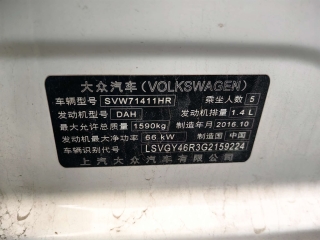 大众汽车(VOLKSWAGEN)
车辆型号 SVW71411HR 乘坐人数 5
发动机型号 DAH 发动机排量 1.4 L
最大允许总质量 1590kg 制造年月 2016.10
发动机最大净功率 66 kW 制造国 中国
车辆识别代号 LSVGY46R3G2159224
上汽大众汽车有限公司